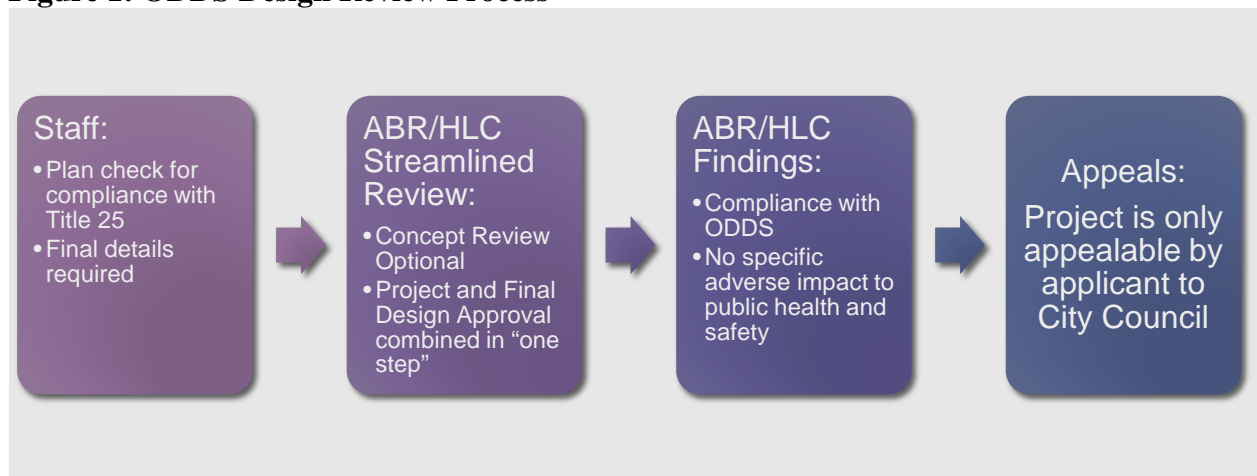 Figure 2: ODDS Design Review Process
Staff:
•Plan check for
compliance with
Title 25
•Final details
required
ABR/HLC
Streamlined
Review:
•Concept Review
Optional
•Project and Final
Design Approval
combined in “one
step”
ABR/HLC
Findings:
•Compliance with
ODDS
•No specific
adverse impact to
public health and
safety
Appeals:
Project is only
appealable by
applicant to
City Council